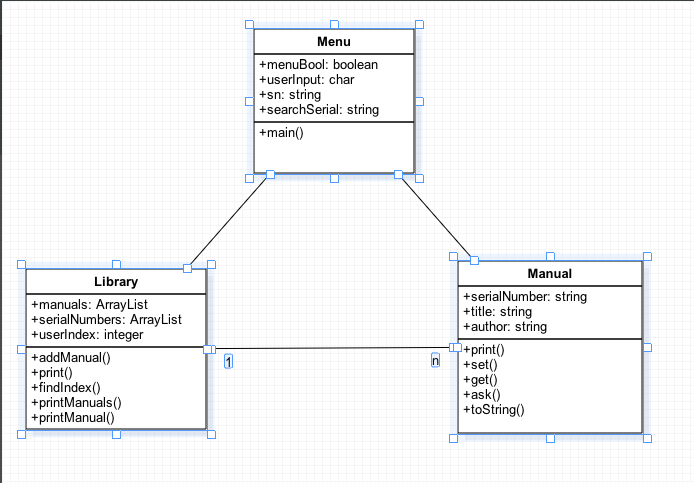 Menu
+menuBool: boolean
+userInput: char
+sn: string
+searchSerial: string
+main()
Library
+manuals: ArrayList
+serialNumbers: ArrayList
+userIndex: integer
+addManual()
+print()
+findIndex()
+printManuals()
+printManual()
1
n
Manual
+serialNumber: string
+title: string
+author: string
+print()
+set()
+get()
+ask()
+toString()